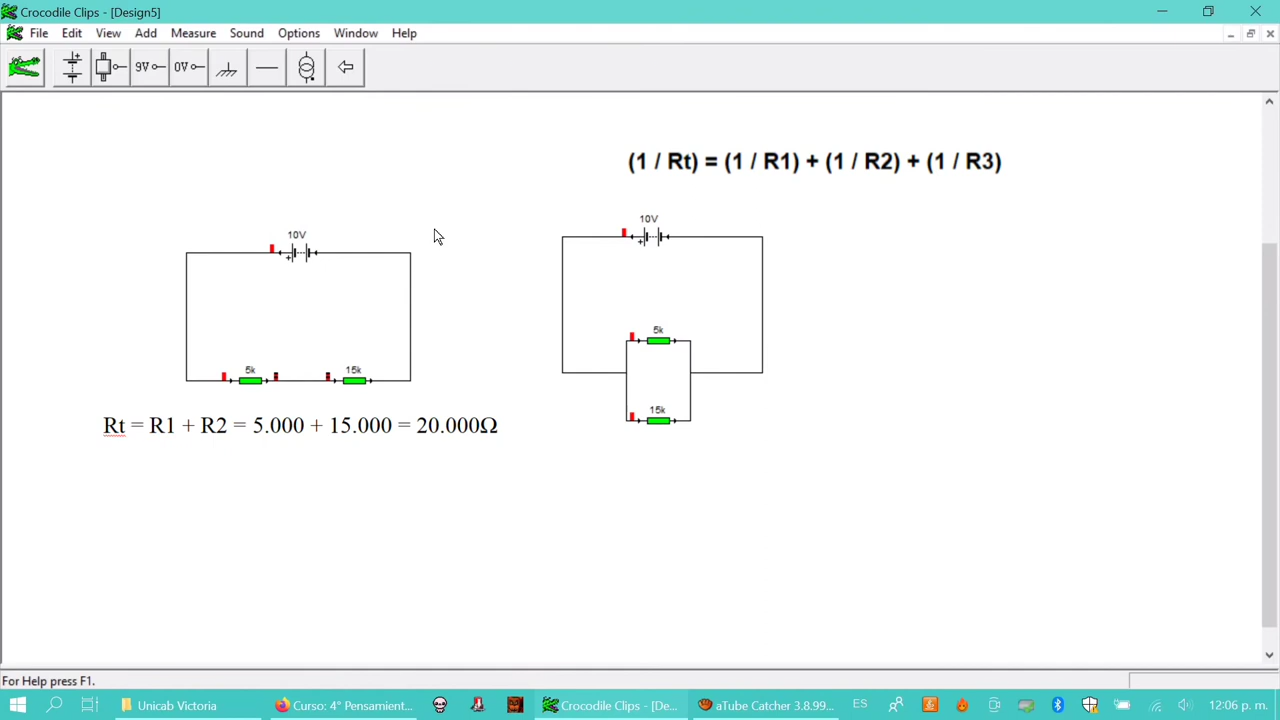 Crocodile Clips - [Design5]
File Edit View Add Measure Sound Options Window Help
9V 0V
(1 / Rt) = (1 / R1) + (1 / R2) + (1 / R3)
10V
5k 15k
Rt = R1 + R2 = 5.000 + 15.000 = 20.000Ω
10V
5k
15k
For Help press F1.
Unicab Victoria
Curso: 4° Pensamient...
Crocodile Clips - [De...
aTube Catcher 3.8.99...
ES
12:06 p. m.